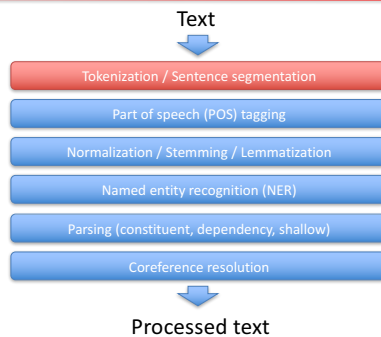 Text
Tokenization / Sentence segmentation
Part of speech (POS) tagging
Normalization / Stemming / Lemmatization
Named entity recognition (NER)
Parsing (constituent, dependency, shallow)
Coreference resolution
Processed text